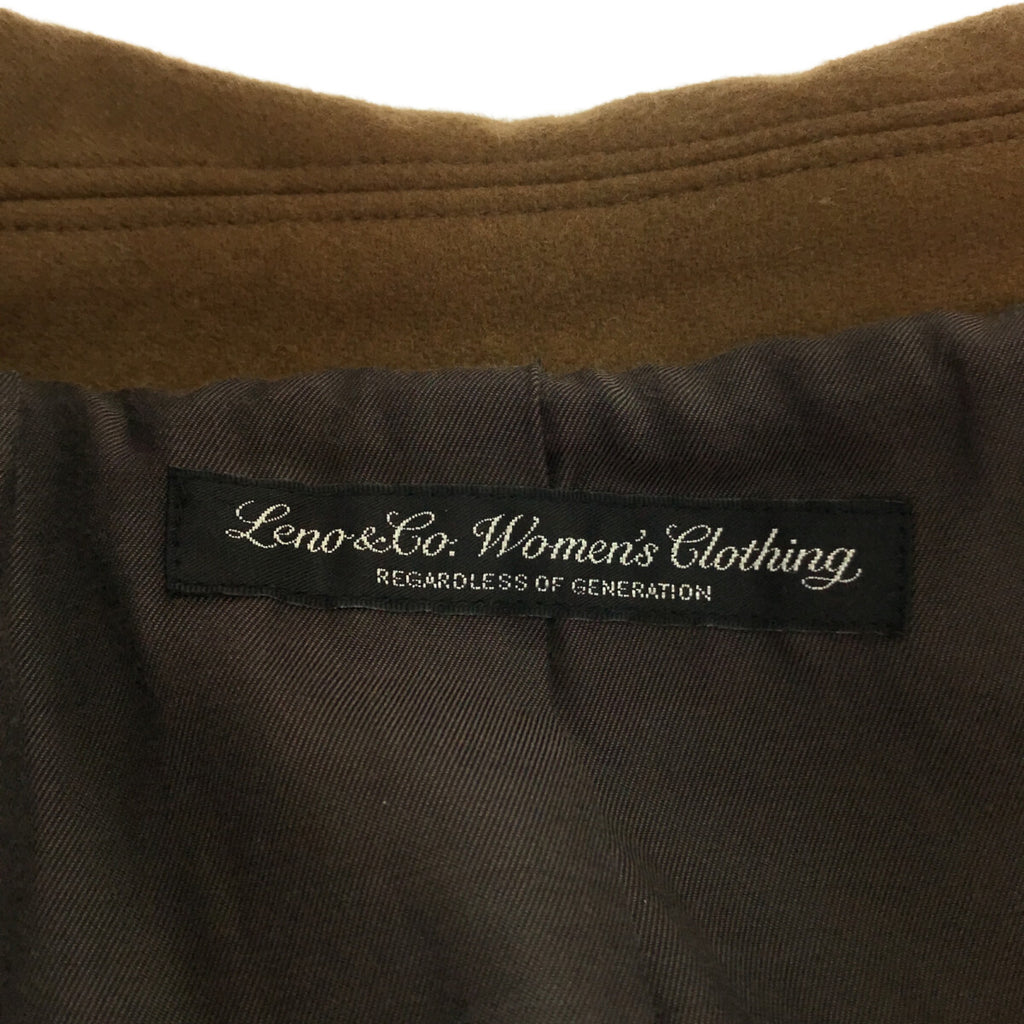 Leno & Co. Women's Clothing
REGARDLESS OF GENERATION